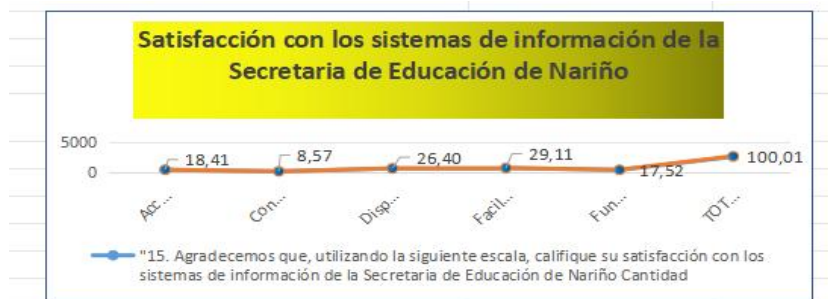 Satisfacción con los sistemas de información de la
Secretaria de Educación de Nariño
5000
0
18,41
8,57
26,40
29,11
17,52
100,01
Acc...
Con...
Disp...
Facil...
Fun...
TOT...
"15. Agradecemos que, utilizando la siguiente escala, califique su satisfacción con los
sistemas de información de la Secretaria de Educación de Nariño Cantidad